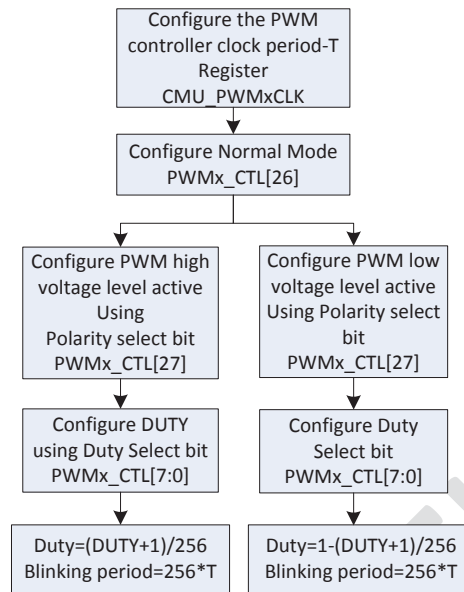 Configure the PWM
controller clock period-T
Register
CMU_PWMxCLK
Configure Normal Mode
PWMx_CTL[26]
Configure PWM high
voltage level active
Using
Polarity select bit
PWMx_CTL[27]
Configure PWM low
voltage level active
Using Polarity select
bit
PWMx_CTL[27]
Configure DUTY
using Duty Select bit
PWMx_CTL[7:0]
Configure Duty
Select bit
PWMx_CTL[7:0]
Duty=(DUTY+1)/256
Blinking period=256*T
Duty=1-(DUTY+1)/256
Blinking period=256*T